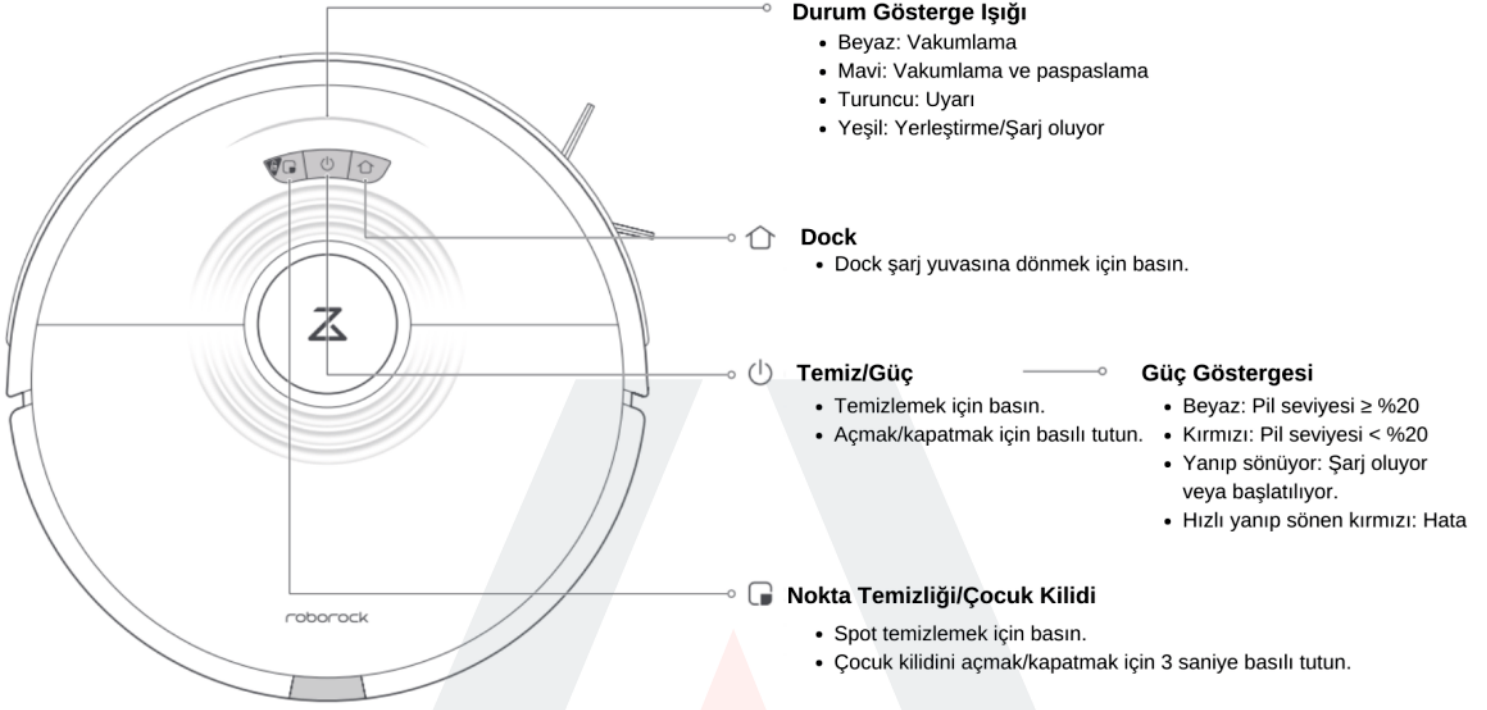 Durum Gösterge Işığı
• Beyaz: Vakumlama
• Mavi: Vakumlama ve paspaslama
• Turuncu: Uyarı
• Yeşil: Yerleştirme/Şarj oluyor
Dock
• Dock şarj yuvasına dönmek için basın.
Temiz/Güç
• Temizlemek için basın.
• Açmak/kapatmak için basılı tutun.
Güç Göstergesi
• Beyaz: Pil seviyesi ≥ %20
• Kırmızı: Pil seviyesi < %20
• Yanıp sönüyor: Şarj oluyor
veya başlatılıyor.
• Hızlı yanıp sönen kırmızı: Hata
Nokta Temizliği/Çocuk Kilidi
• Spot temizlemek için basın.
• Çocuk kilidini açmak/kapatmak için 3 saniye basılı tutun.
roborock